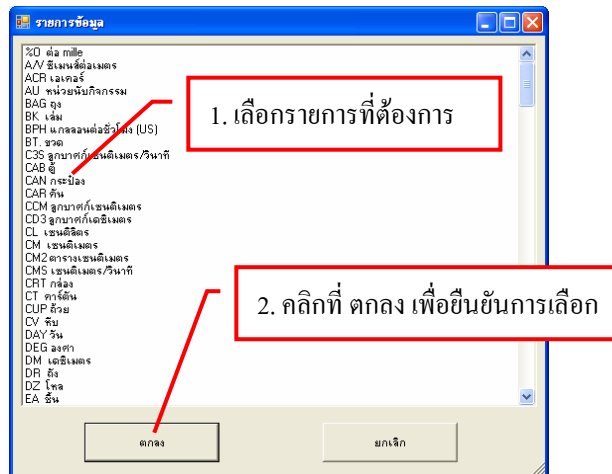 รายการข้อมูล
%O ต่อ mille
A/V ซีเมนส์ต่อเมตร
ACR เอเคอร์
AU หน่วยนับกิจกรรม
BAG ถุง
BK เล่ม
BPH แกลลอนต่อชั่วโมง (US)
BT. ขวด
C3S ลูกบาศก์เซนติเมตร/วินาที
CAB ตู้
CAN กระป๋อง
CAR คัน
CCM ลูกบาศก์เซนติเมตร
CD3 ลูกบาศก์เดซิเมตร
CL เซนติลิตร
CM เซนติเมตร
CM2 ตารางเซนติเมตร
CMS เซนติเมตร/วินาที
CRT กล่อง
CT คาร์ตัน
CUP ถ้วย
CV หีบ
DAY วัน
DEG องศา
DM เดซิเมตร
DR ถัง
DZ โหล
EA ชิ้น
1. เลือกรายการที่ต้องการ
2. คลิกที่ ตกลง เพื่อยืนยันการเลือก
ตกลง
ยกเลิก